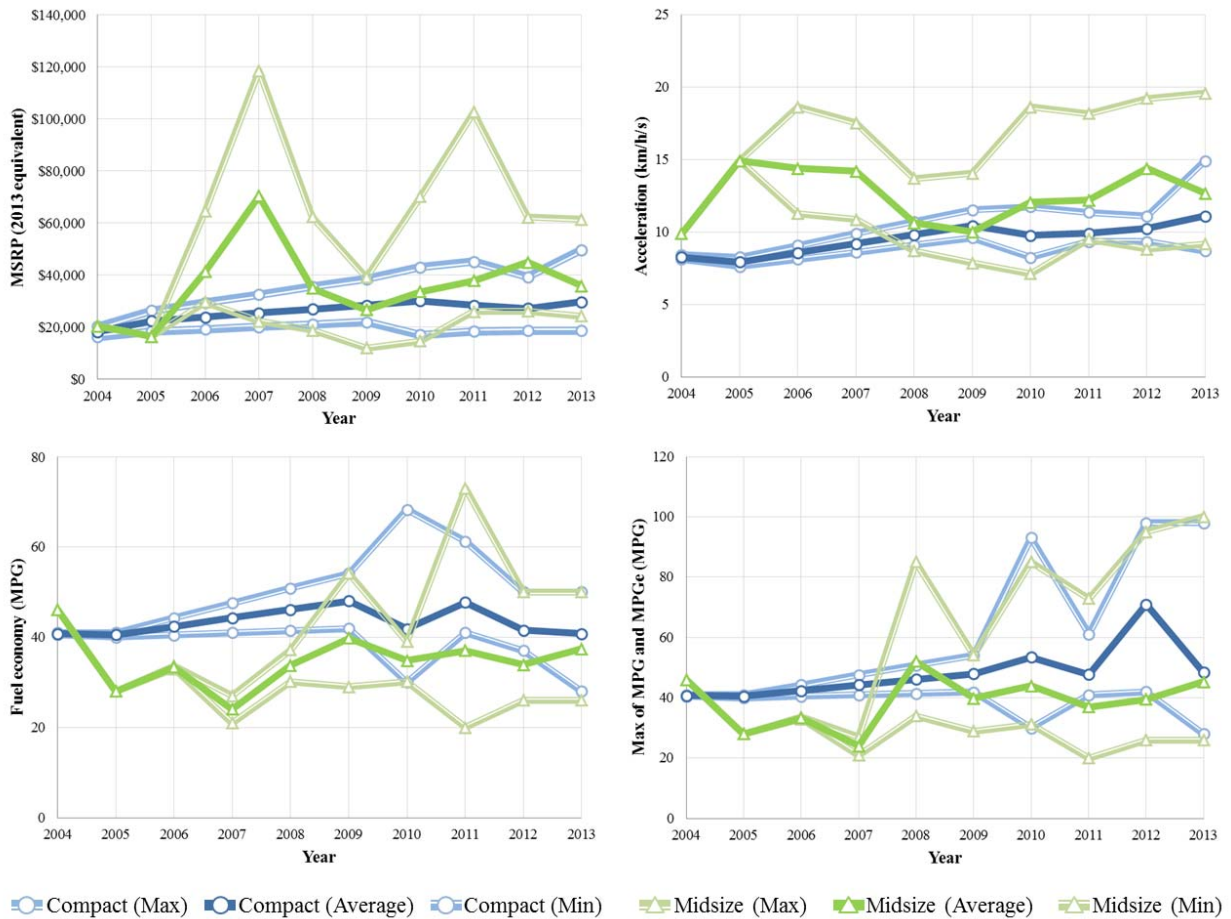 $140,000
$120,000
$100,000
$80,000
$60,000
$40,000
$20,000
$0
MSRP (2013 equivalent)
2004 2005 2006 2007 2008 2009 2010 2011 2012 2013
Year
25
20
15
10
5
0
Acceleration (km/h/s)
2004 2005 2006 2007 2008 2009 2010 2011 2012 2013
Year
80
60
40
20
0
Fuel economy (MPG)
2004 2005 2006 2007 2008 2009 2010 2011 2012 2013
Year
120
100
80
60
40
20
0
Max of MPG and MPGe (MPG)
2004 2005 2006 2007 2008 2009 2010 2011 2012 2013
Year
Compact (Max) Compact (Average) Compact (Min) Midsize (Max) Midsize (Average) Midsize (Min)